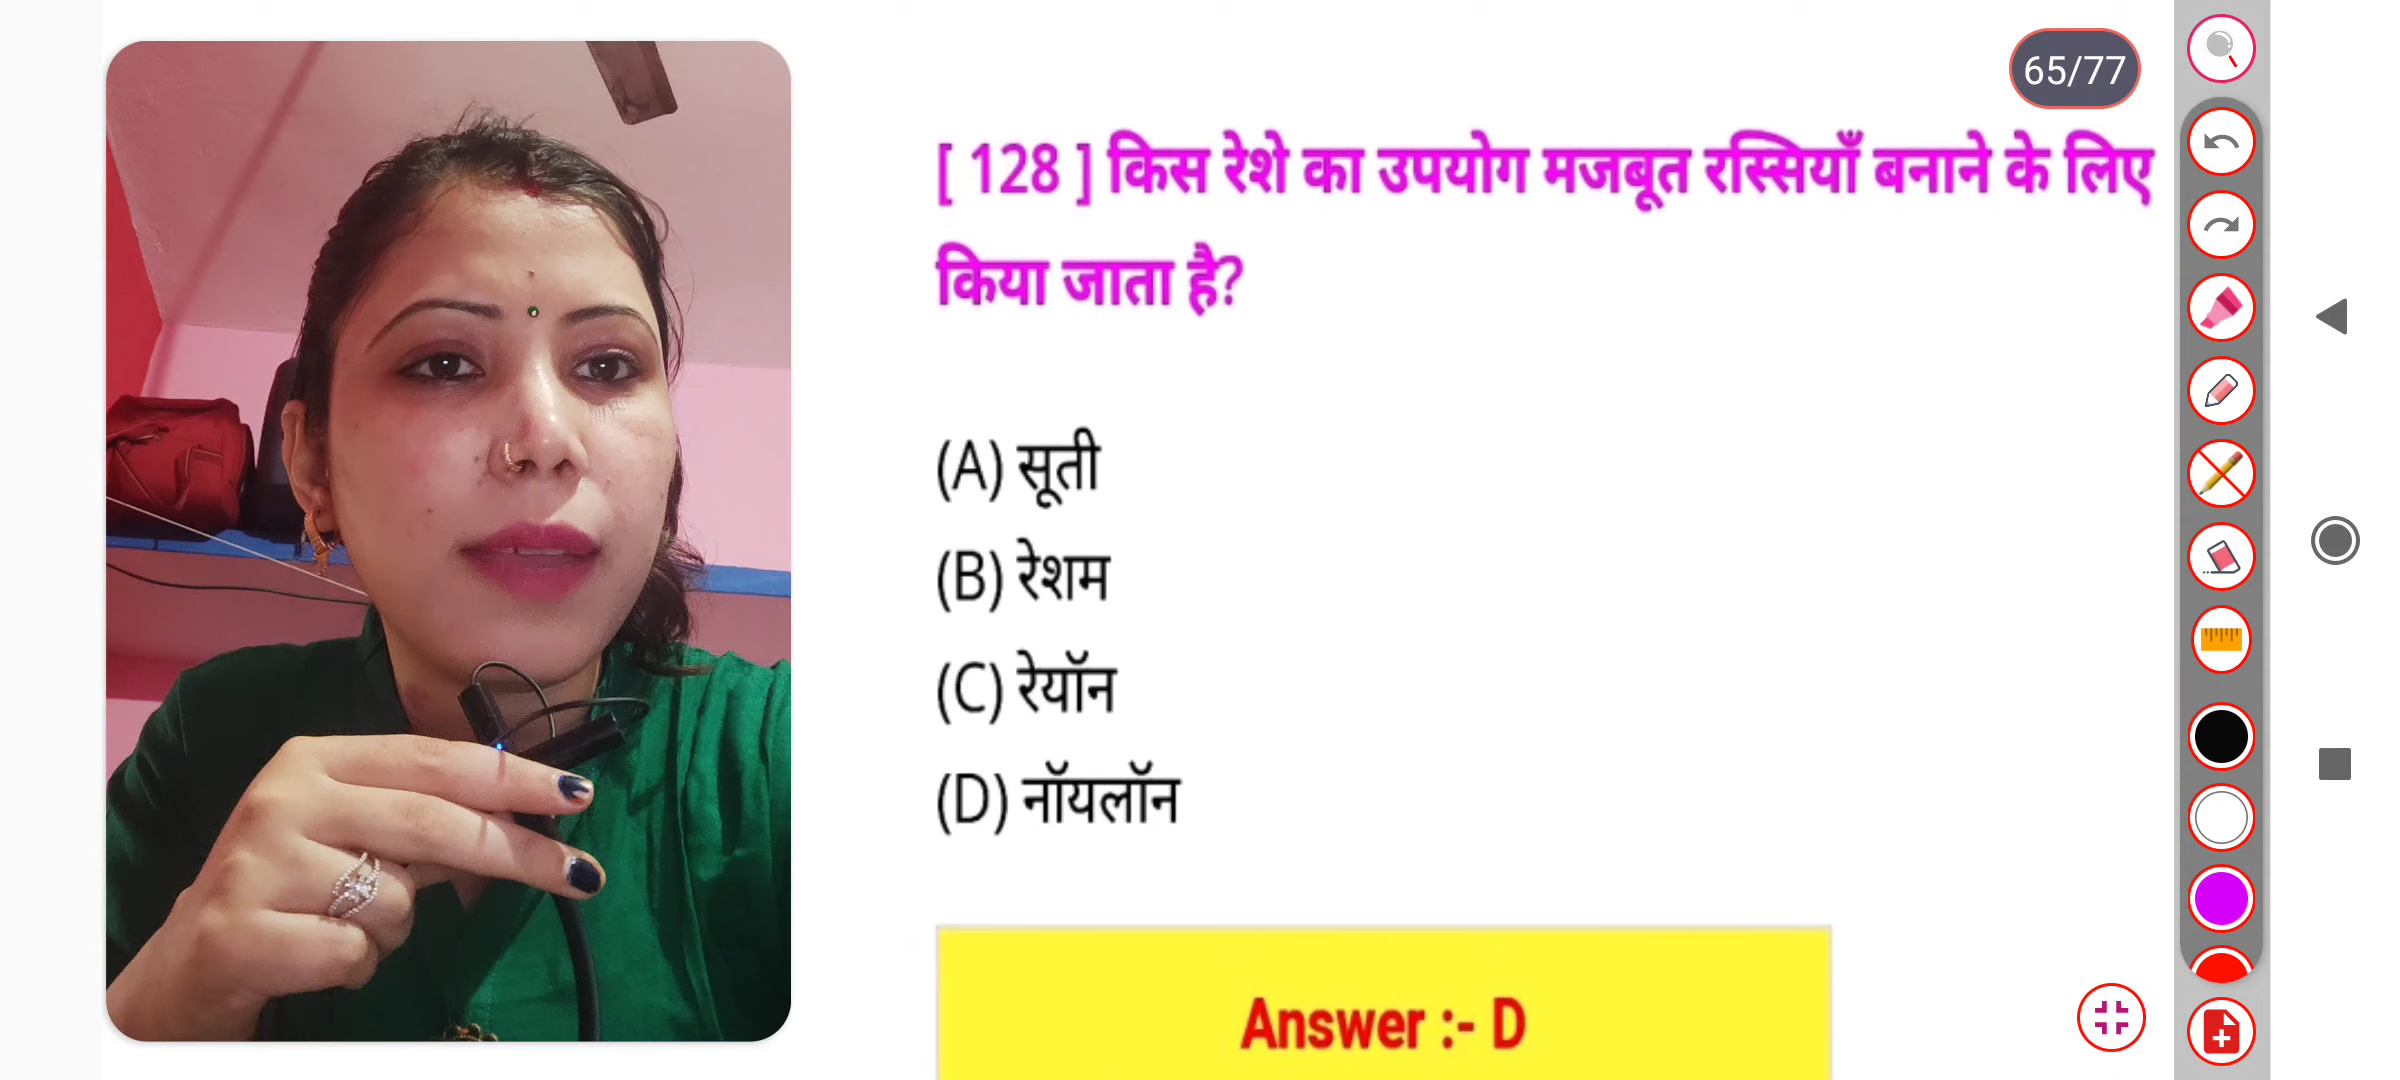 65/77
[ 128 ] किस रेशे का उपयोग मजबूत रस्सियाँ बनाने के लिए
किया जाता है?
(A) सूती
(B) रेशम
(C) रेयॉन
(D) नॉयलॉन
Answer :- D